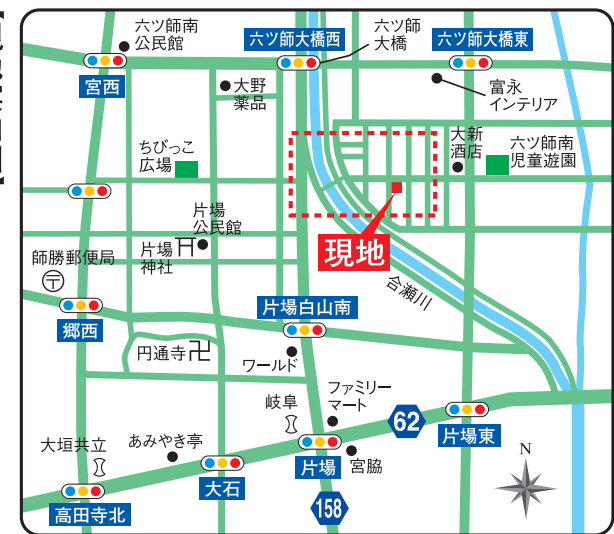 六ツ師南
公民館
六ツ師大橋西
六ツ師
大橋
六ツ師大橋東
宮西
大野
薬品
富永
インテリア
ちびっこ
広場
大新
酒店
六ツ師南
児童遊園
片場
公民館
片場
神社
現地
師勝郵便局
合瀬川
郷西
片場白山南
円通寺
ワールド
岐阜
ファミリー
マート
62
片場東
大垣共立
あみやき亭
大石
片場
宮脇
N
高田寺北
158